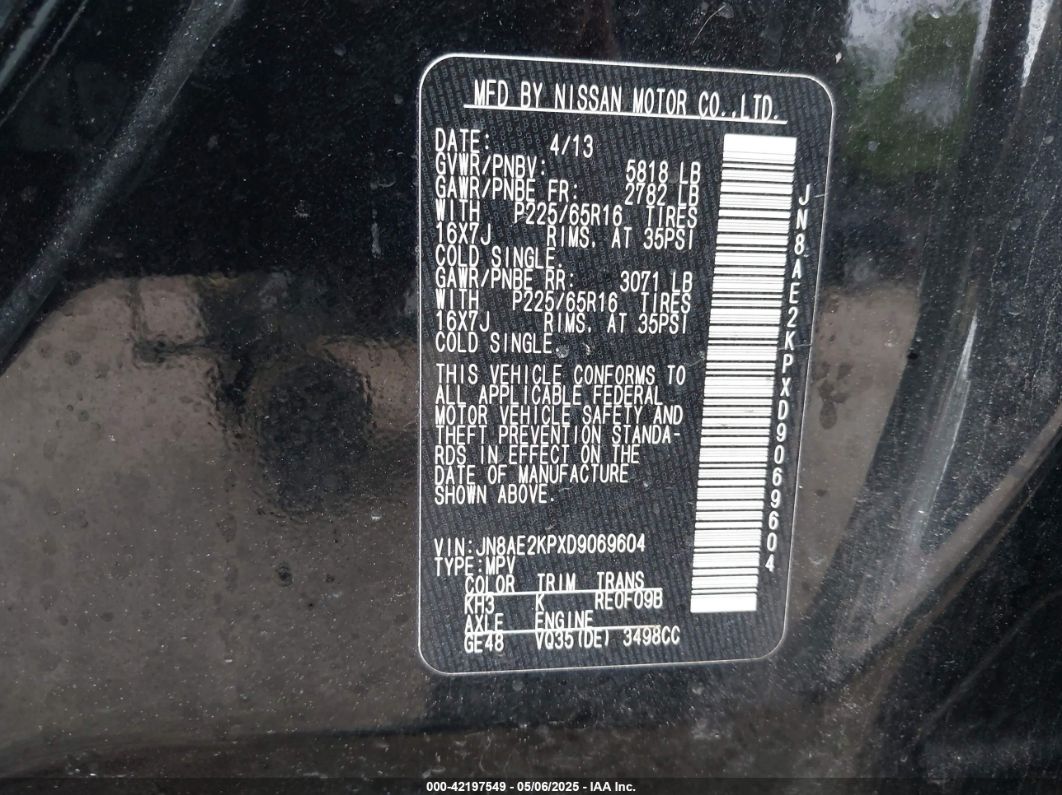 MFD BY NISSAN MOTOR CO.,LTD.
DATE: 4/13
GVWR/PNBV: 5818 LB
GAWR/PNBE FR: 2782 LB
WITH P225/65R16 TIRES
16X7J RIMS, AT 35PSI
COLD SINGLE.
GAWR/PNBE RR: 3071 LB
WITH P225/65R16 TIRES
16X7J RIMS, AT 35PSI
COLD SINGLE.
THIS VEHICLE CONFORMS TO
ALL APPLICABLE FEDERAL
MOTOR VEHICLE SAFETY AND
THEFT PREVENTION STANDA-
RDS IN EFFECT ON THE
DATE OF MANUFACTURE
SHOWN ABOVE.
VIN:JN8AE2KPXD9069604
TYPE:MPV
COLOR TRIM TRANS
KH3 K RE0F09B
AXLE ENGINE
GE48 VQ35(DE) 3498CC
JN8AE2KPXD9069604
000-42197549 - 05/06/2025 - IAA Inc.